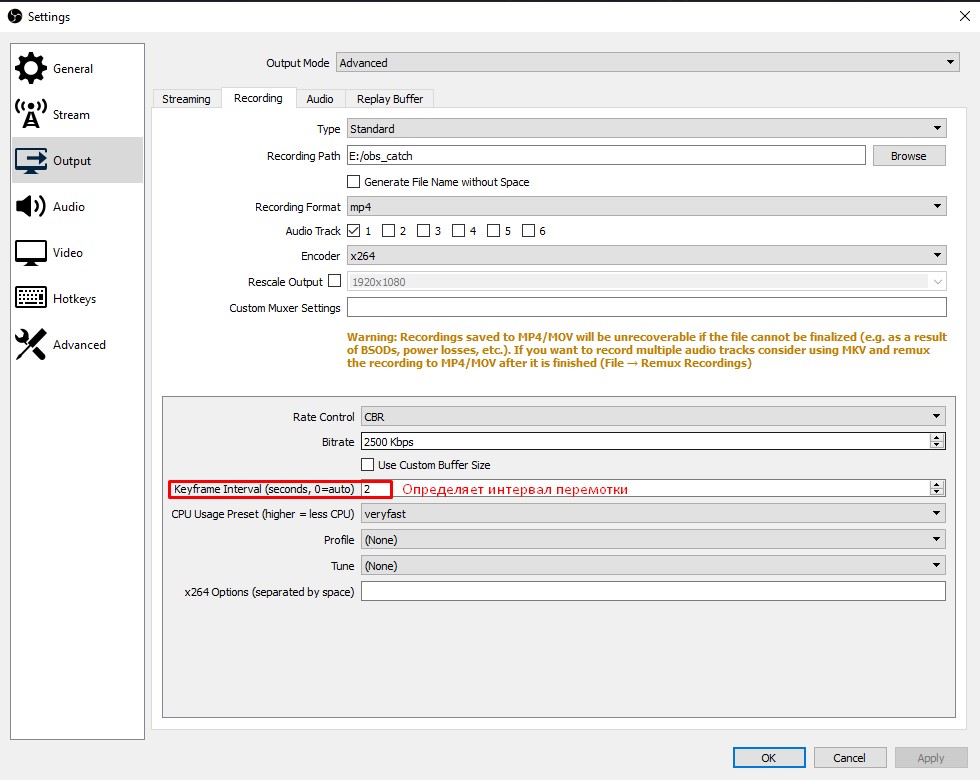 Settings
General
Stream
Output
Audio
Video
Hotkeys
Advanced
Output Mode Advanced
Streaming Recording Audio Replay Buffer
Type Standard
Recording Path E:/obs_catch Browse
Generate File Name without Space
Recording Format mp4
Audio Track 1 2 3 4 5 6
Encoder x264
Rescale Output 1920x1080
Custom Muxer Settings
Warning: Recordings saved to MP4/MOV will be unrecoverable if the file cannot be finalized (e.g. as a result
of BSODs, power losses, etc.). If you want to record multiple audio tracks consider using MKV and remux
the recording to MP4/MOV after it is finished (File → Remux Recordings)
Rate Control CBR
Bitrate 2500 Kbps
Use Custom Buffer Size
Keyframe Interval (seconds, 0=auto) 2 Определяет интервал перемотки
CPU Usage Preset (higher = less CPU) veryfast
Profile (None)
Tune (None)
x264 Options (separated by space)
OK Cancel Apply